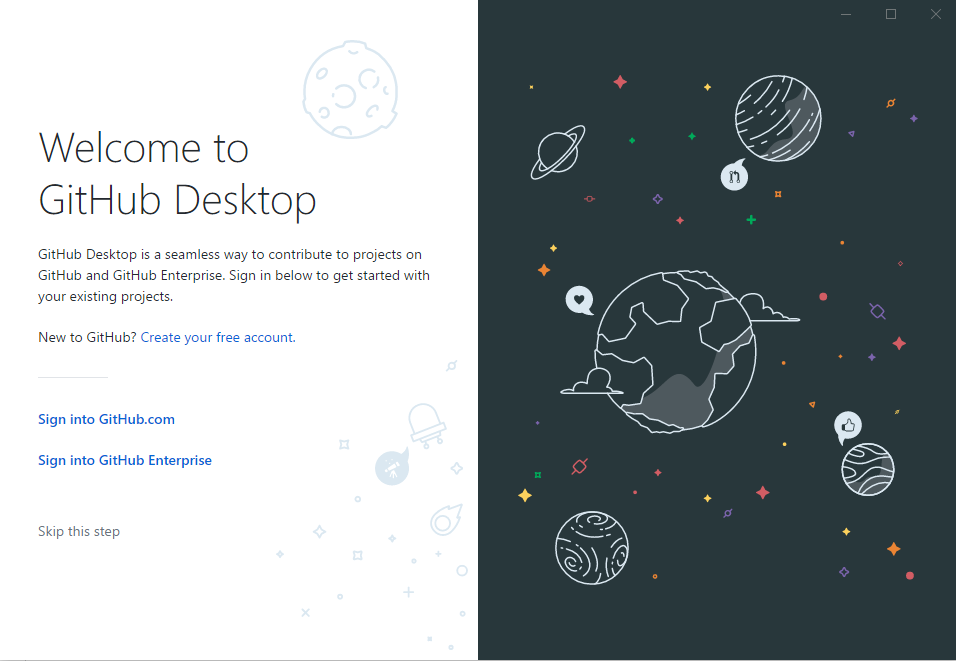 Welcome to
GitHub Desktop
GitHub Desktop is a seamless way to contribute to projects on
GitHub and GitHub Enterprise. Sign in below to get started with
your existing projects.
New to GitHub? Create your free account.
Sign into GitHub.com
Sign into GitHub Enterprise
Skip this step